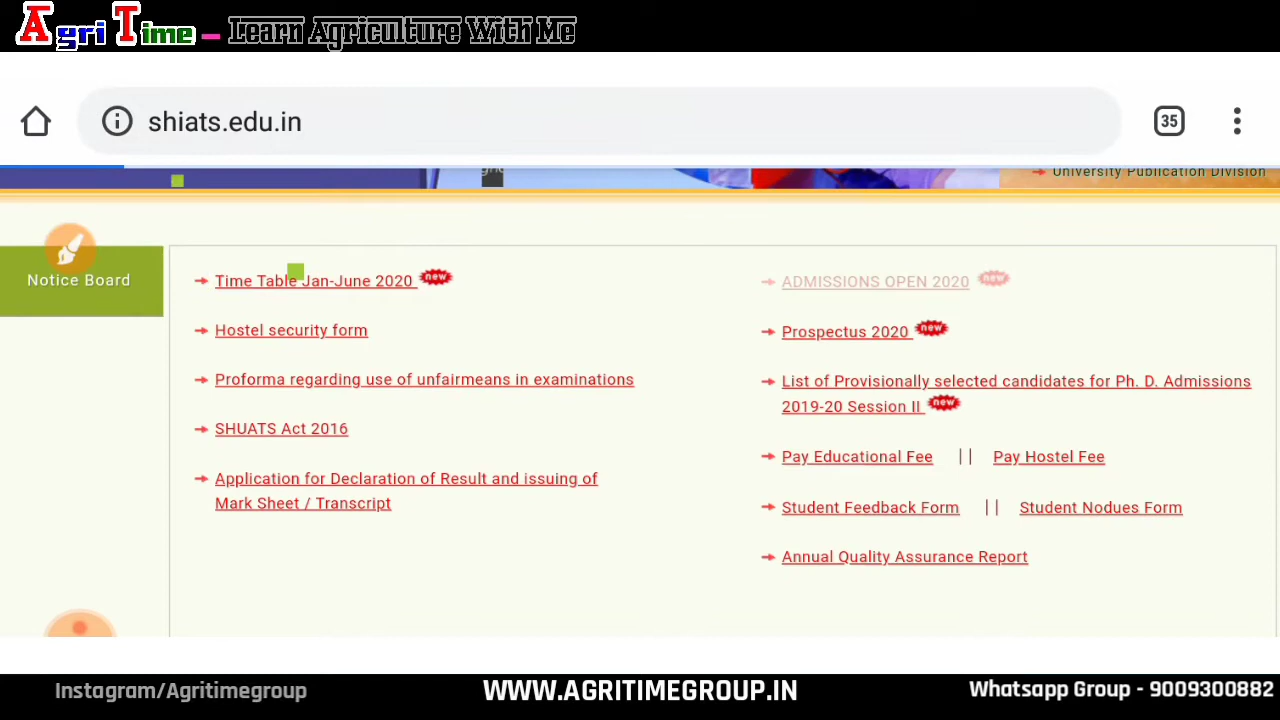 Agri Time – Learn Agriculture With Me
shiats.edu.in
35
University Publication Division
Notice Board
Time Table Jan-June 2020 new
Hostel security form
Proforma regarding use of unfairmeans in examinations
SHUATS Act 2016
Application for Declaration of Result and issuing of
Mark Sheet / Transcript
ADMISSIONS OPEN 2020 new
Prospectus 2020 new
List of Provisionally selected candidates for Ph. D. Admissions
2019-20 Session II new
Pay Educational Fee || Pay Hostel Fee
Student Feedback Form || Student Nodues Form
Annual Quality Assurance Report
Instagram/Agritimegroup
WWW.AGRITIMEGROUP.IN
Whatsapp Group - 9009300882